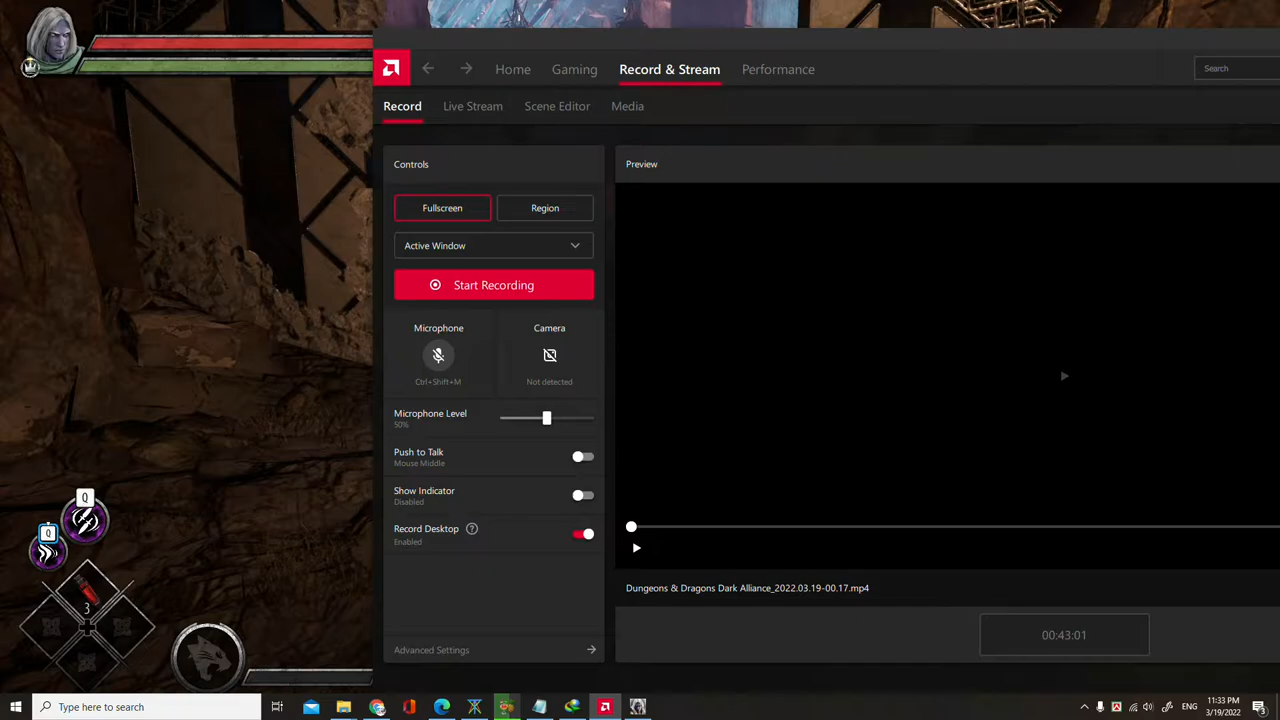 Home
Gaming
Record & Stream
Performance
Search
Record
Live Stream
Scene Editor
Media
Controls
Preview
Fullscreen
Region
Active Window
Start Recording
Microphone
Camera
Ctrl+Shift+M
Not detected
Microphone Level
50%
Push to Talk
Mouse Middle
Show Indicator
Disabled
Record Desktop
Enabled
Q
Q
3
Dungeons & Dragons Dark Alliance_2022.03.19-00.17.mp4
00:43:01
Advanced Settings
Type here to search
ENG
11:33 PM
3/19/2022